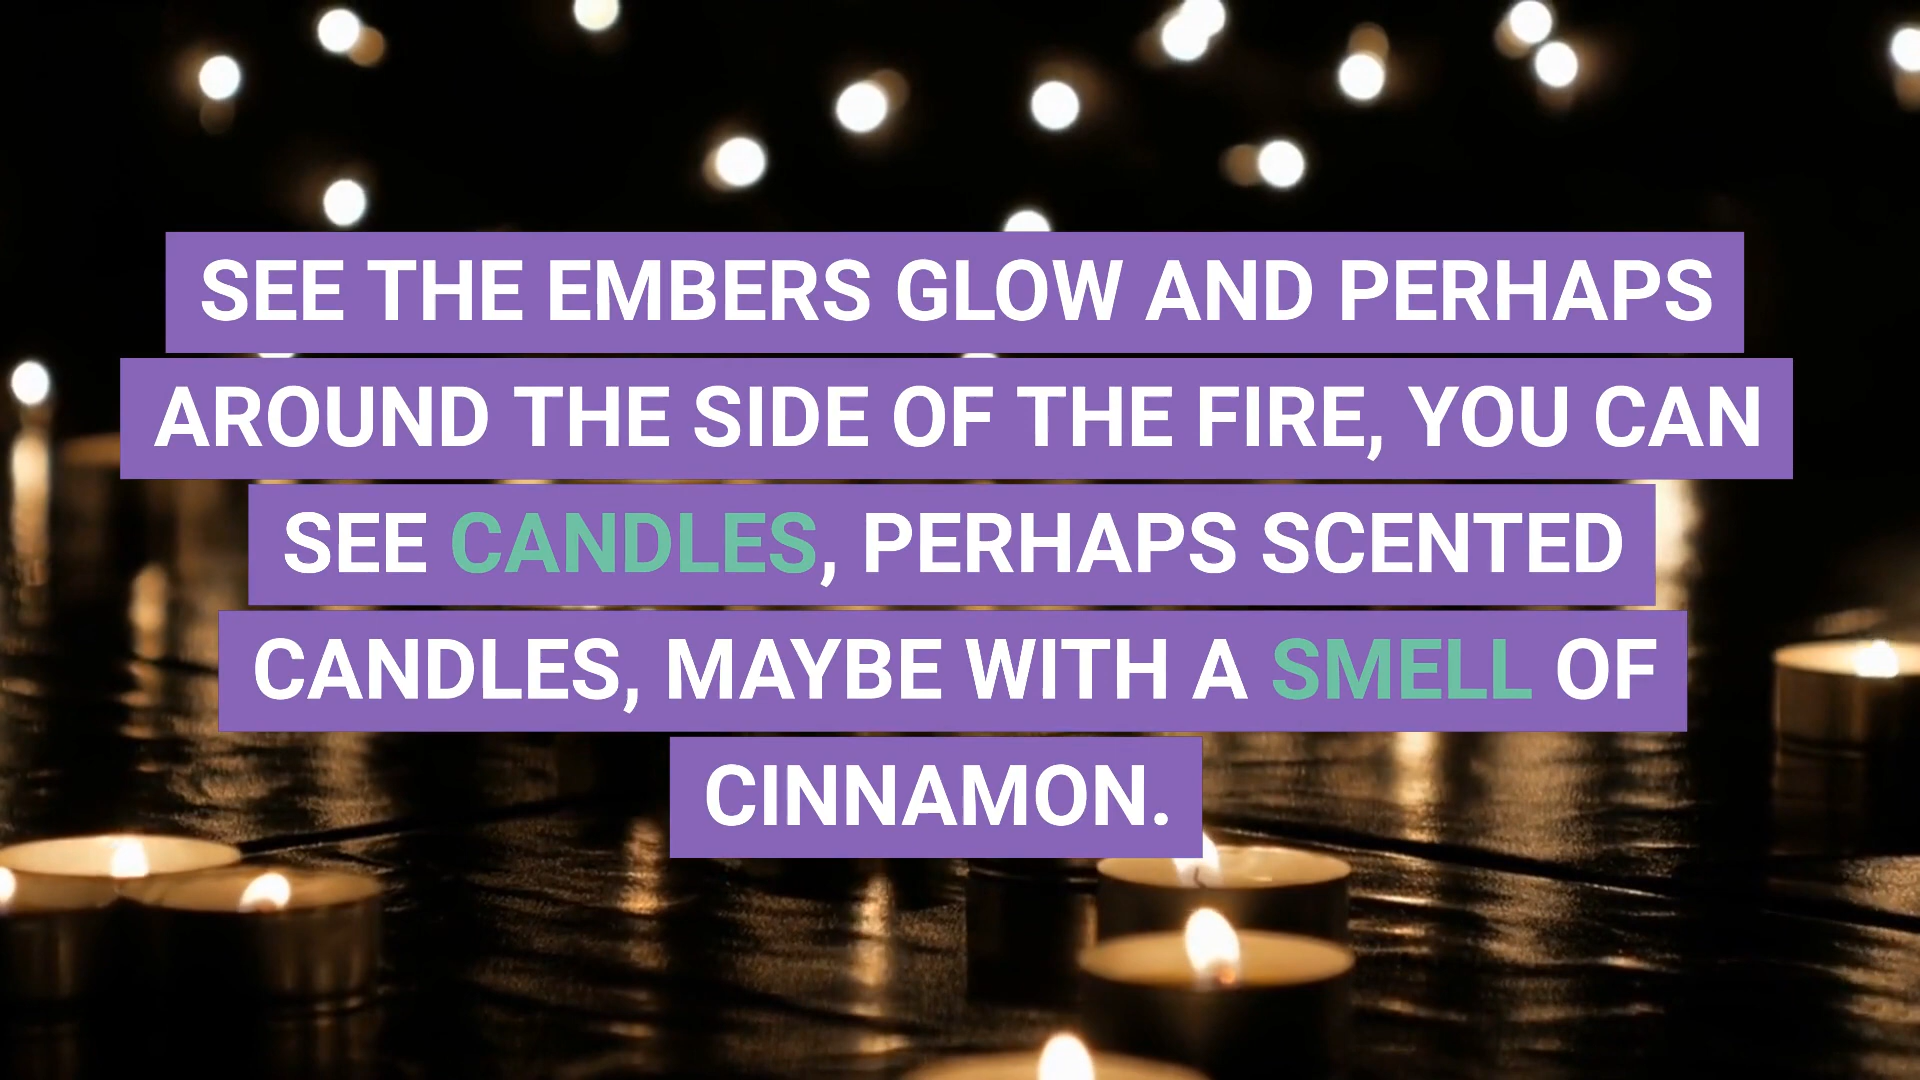 SEE THE EMBERS GLOW AND PERHAPS
AROUND THE SIDE OF THE FIRE, YOU CAN
SEE CANDLES, PERHAPS SCENTED
CANDLES, MAYBE WITH A SMELL OF
CINNAMON.